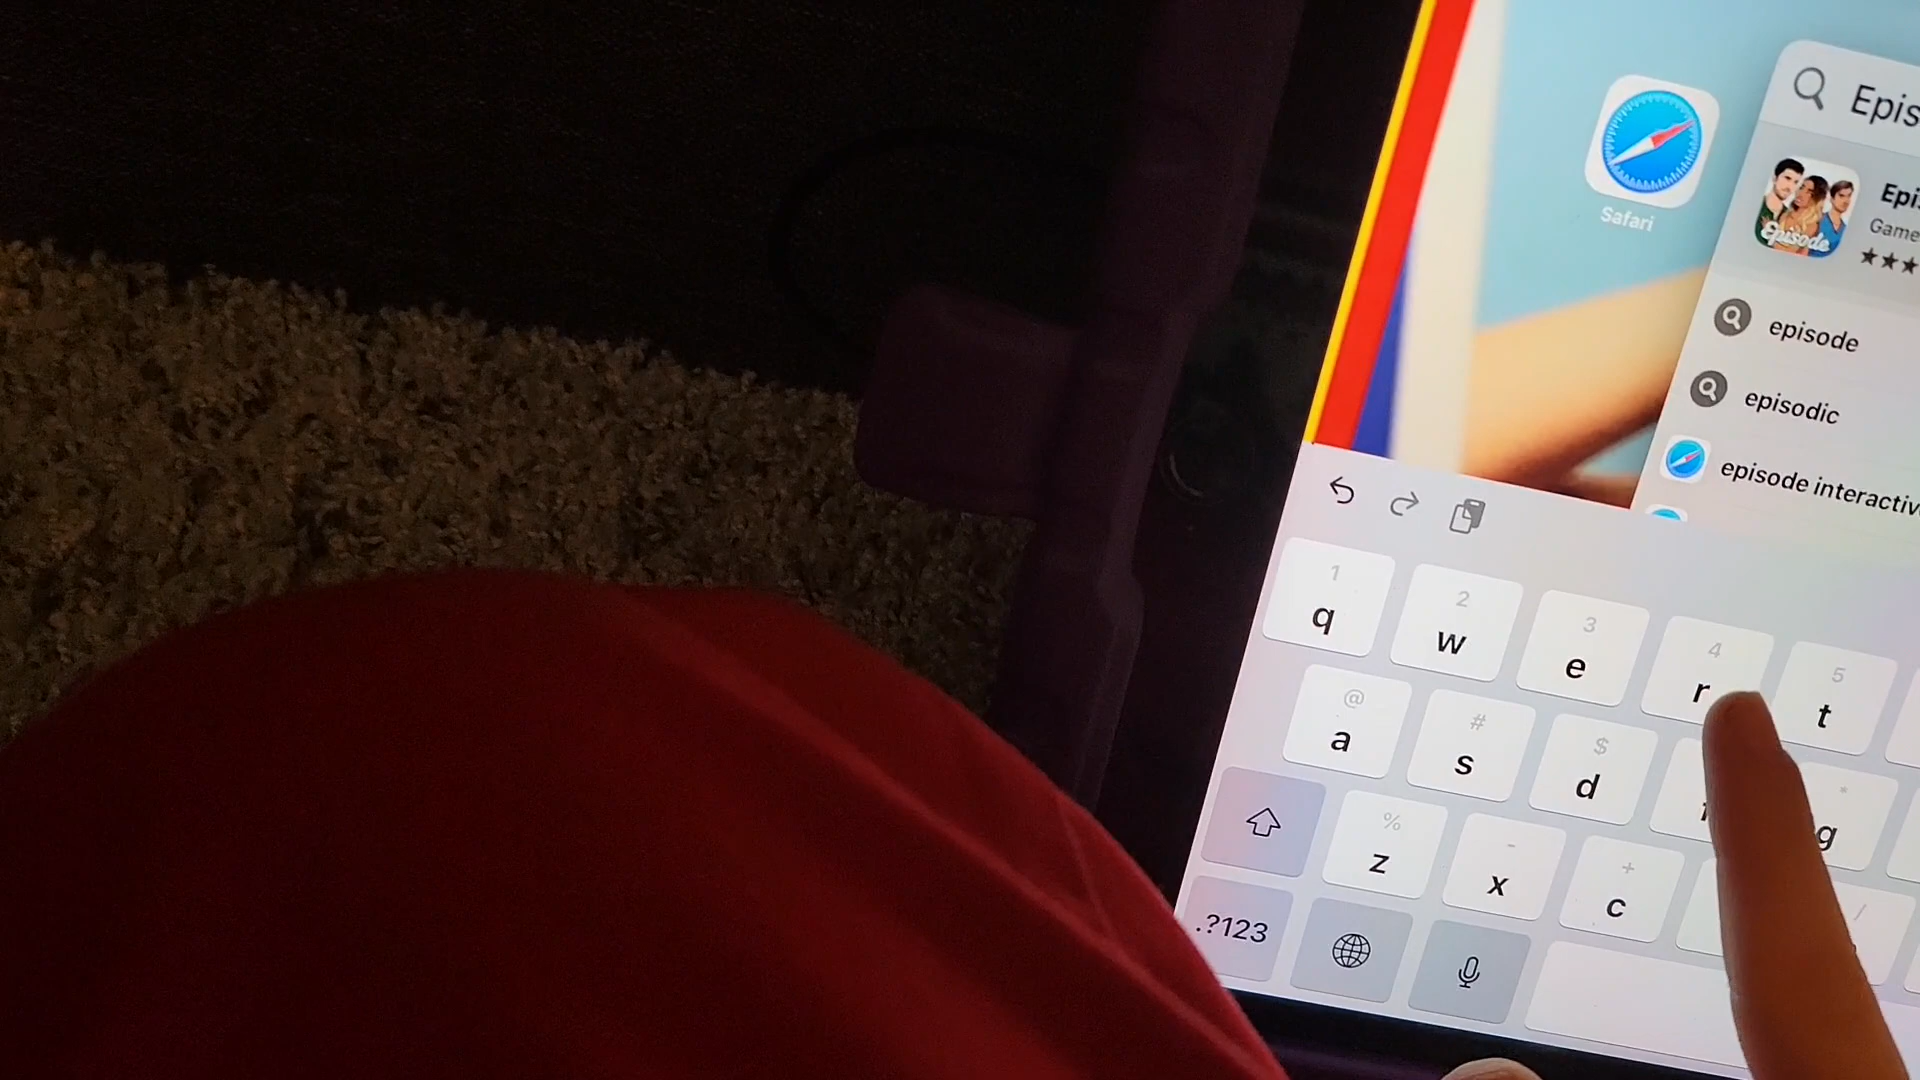 Epis
Safari
Epi
Episode
Game
episode
episodic
episode interactiv
1 2 3 4 5
q w e r t
@ # $ *
a s d g
% - + /
z x c
.?123